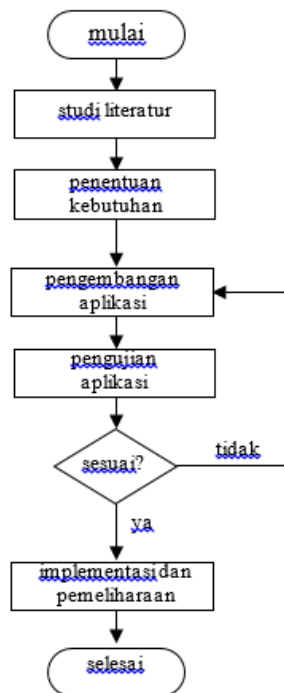 mulai
studi literatur
penentuan
kebutuhan
pengembangan
aplikasi
pengujian
aplikasi
sesuai?
tidak
ya
implementasi dan
pemeliharaan
selesai